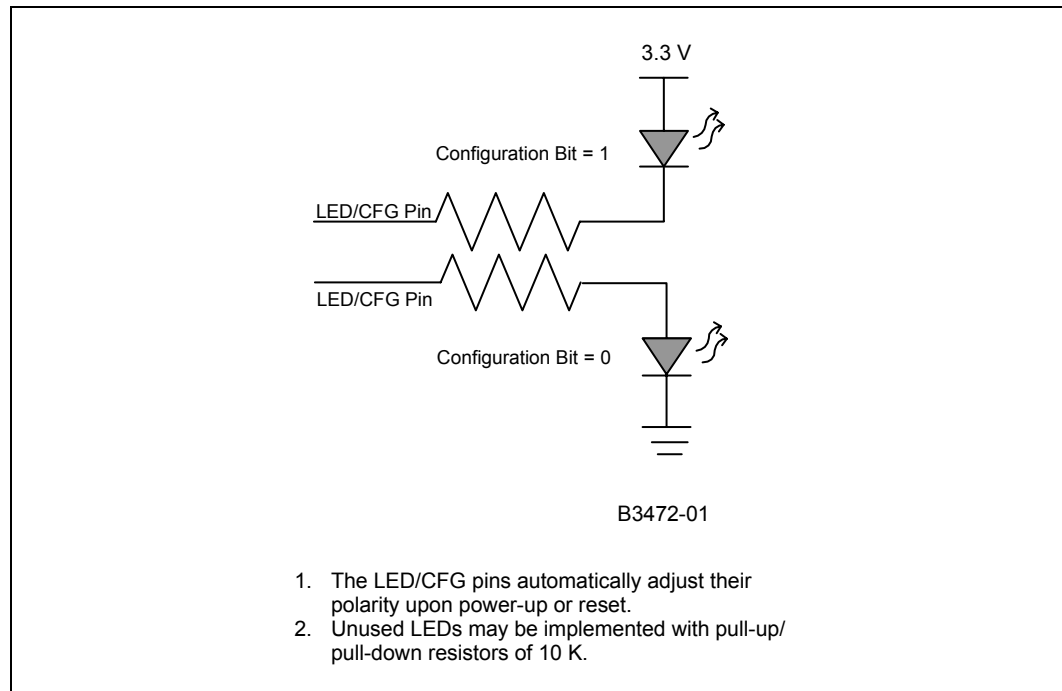 3.3 V
Configuration Bit = 1
LED/CFG Pin
LED/CFG Pin
Configuration Bit = 0
B3472-01
1. The LED/CFG pins automatically adjust their
polarity upon power-up or reset.
2. Unused LEDs may be implemented with pull-up/
pull-down resistors of 10 K.